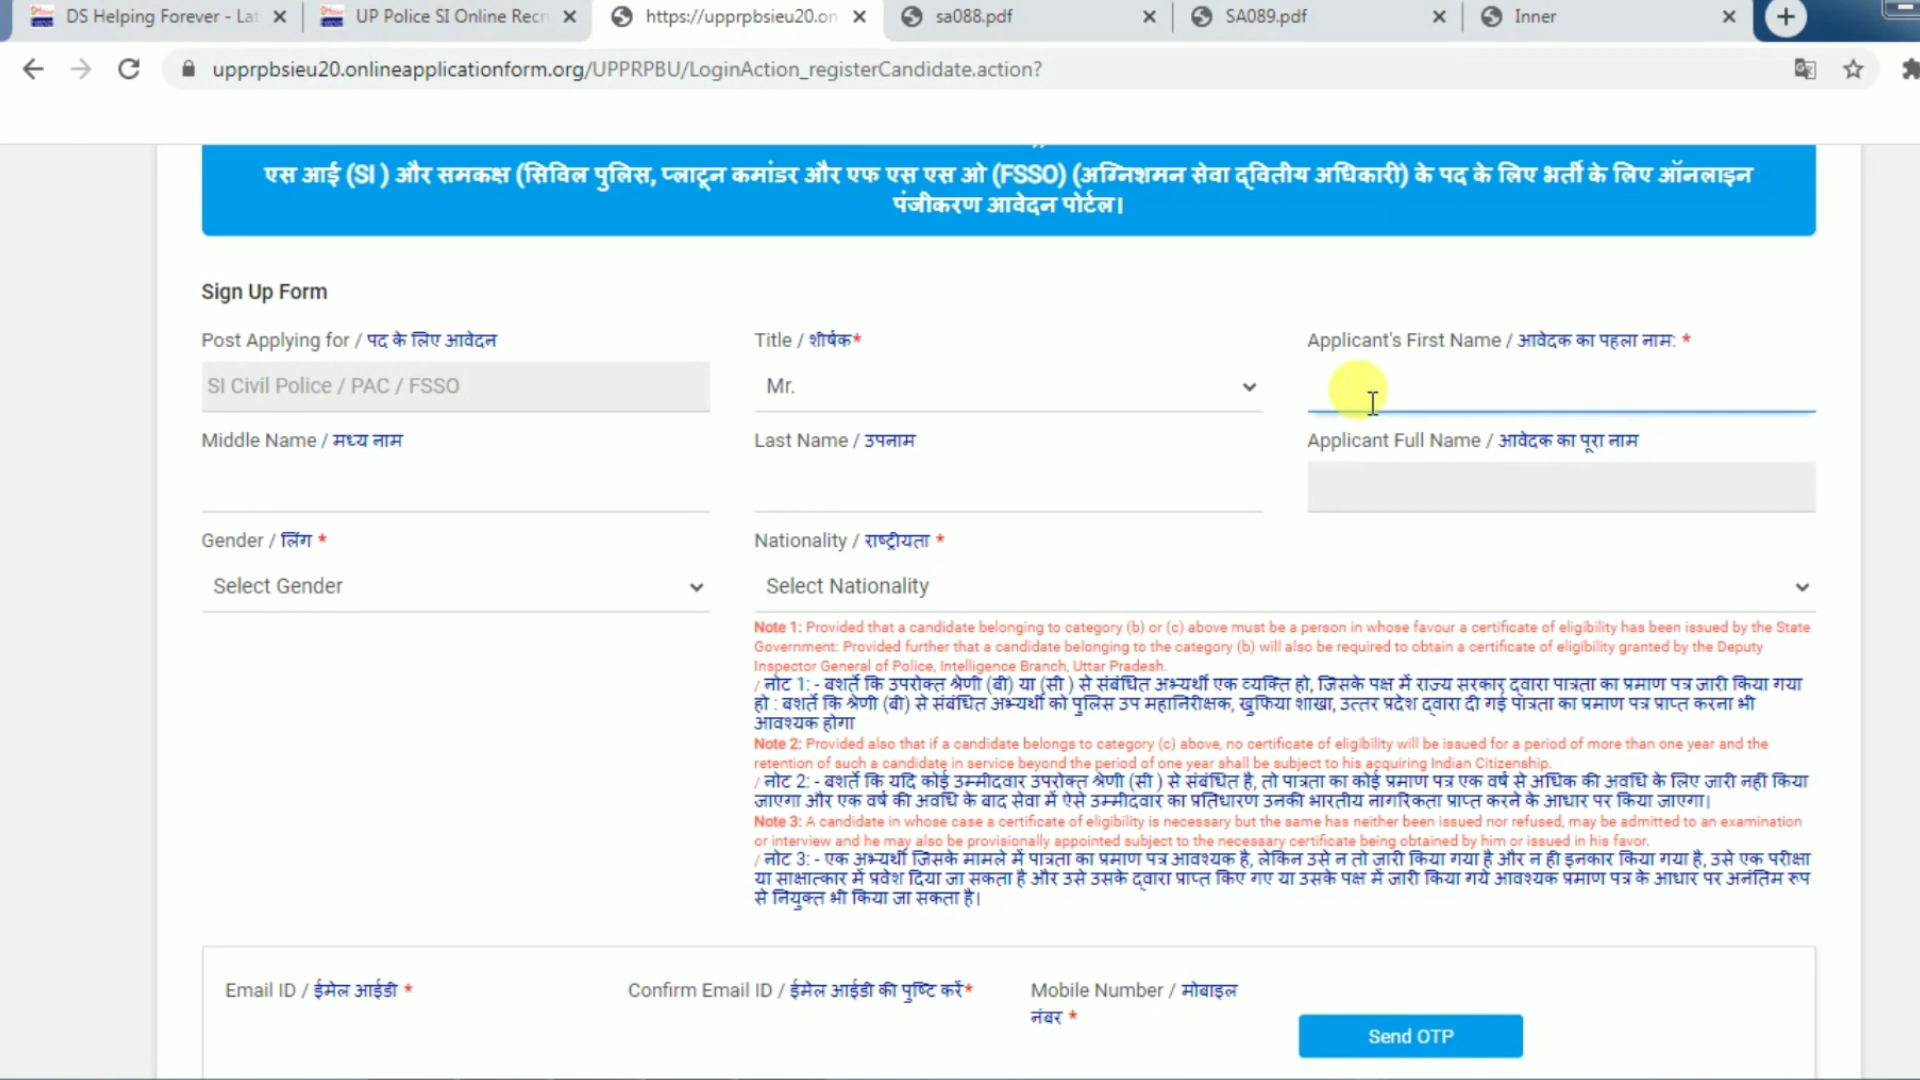 DS Helping Forever - Lat
UP Police SI Online Recr
https://upprpbsieu20.on
sa088.pdf
SA089.pdf
Inner
upprpbsieu20.onlineapplicationform.org/UPPRPBU/LoginAction_registerCandidate.action?
एस आई (SI ) और समकक्ष (सिविल पुलिस, प्लाटून कमांडर और एफ एस एस ओ (FSSO) (अग्निशमन सेवा द्वितीय अधिकारी) के पद के लिए भर्ती के लिए ऑनलाइन
पंजीकरण आवेदन पोर्टल।
Sign Up Form
Post Applying for / पद के लिए आवेदन
Title / शीर्षक*
Applicant's First Name / आवेदक का पहला नाम: *
SI Civil Police / PAC / FSSO
Mr.
Middle Name / मध्य नाम
Last Name / उपनाम
Applicant Full Name / आवेदक का पूरा नाम
Gender / लिंग *
Nationality / राष्ट्रीयता *
Select Gender
Select Nationality
Note 1: Provided that a candidate belonging to category (b) or (c) above must be a person in whose favour a certificate of eligibility has been issued by the State
Government: Provided further that a candidate belonging to the category (b) will also be required to obtain a certificate of eligibility granted by the Deputy
Inspector General of Police, Intelligence Branch, Uttar Pradesh.
/ नोट 1: - बशर्ते कि उपरोक्त श्रेणी (बी) या (सी ) से संबंधित अभ्यर्थी एक व्यक्ति हो, जिसके पक्ष में राज्य सरकार द्वारा पात्रता का प्रमाण पत्र जारी किया गया
हो : बशर्ते कि श्रेणी (बी) से संबंधित अभ्यर्थी को पुलिस उप महानिरीक्षक, खुफिया शाखा, उत्तर प्रदेश द्वारा दी गई पात्रता का प्रमाण पत्र प्राप्त करना भी
आवश्यक होगा
Note 2: Provided also that if a candidate belongs to category (c) above, no certificate of eligibility will be issued for a period of more than one year and the
retention of such a candidate in service beyond the period of one year shall be subject to his acquiring Indian Citizenship.
/ नोट 2: - बशर्ते कि यदि कोई उम्मीदवार उपरोक्त श्रेणी (सी ) से संबंधित है, तो पात्रता का कोई प्रमाण पत्र एक वर्ष से अधिक की अवधि के लिए जारी नहीं किया
जाएगा और एक वर्ष की अवधि के बाद सेवा में ऐसे उम्मीदवार का प्रतिधारण उनकी भारतीय नागरिकता प्राप्त करने के आधार पर किया जाएगा।
Note 3: A candidate in whose case a certificate of eligibility is necessary but the same has neither been issued nor refused, may be admitted to an examination
or interview and he may also be provisionally appointed subject to the necessary certificate being obtained by him or issued in his favor.
/ नोट 3: - एक अभ्यर्थी जिसके मामले में पात्रता का प्रमाण पत्र आवश्यक है, लेकिन उसे न तो जारी किया गया है और न ही इनकार किया गया है, उसे एक परीक्षा
या साक्षात्कार में प्रवेश दिया जा सकता है और उसे उसके द्वारा प्राप्त किए गए या उसके पक्ष में जारी किया गये आवश्यक प्रमाण पत्र के आधार पर अनंतिम रूप
से नियुक्त भी किया जा सकता है।
Email ID / ईमेल आईडी *
Confirm Email ID / ईमेल आईडी की पुष्टि करें*
Mobile Number / मोबाइल
नंबर *
Send OTP